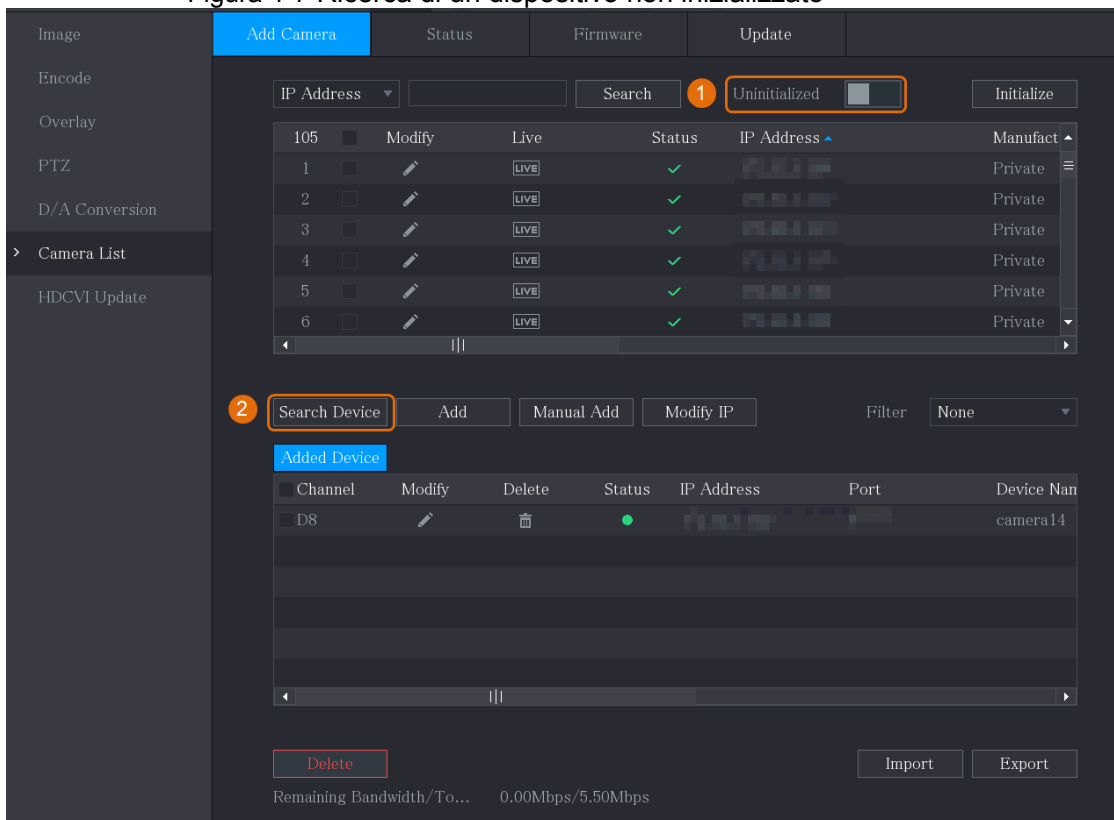 Figura 4-7 Ricerca di un dispositivo non inizializzato
Image
Encode
Overlay
PTZ
D/A Conversion
Camera List
HDCVI Update
Add Camera Status Firmware Update
IP Address Search 1 Uninitialized Initialize
105 Modify Live Status IP Address Manufact
1 LIVE Private
2 LIVE Private
3 LIVE Private
4 LIVE Private
5 LIVE Private
6 LIVE Private
2 Search Device Add Manual Add Modify IP Filter None
Added Device
Channel Modify Delete Status IP Address Port Device Nam
D8 camera14
Delete Import Export
Remaining Bandwidth/To... 0.00Mbps/5.50Mbps